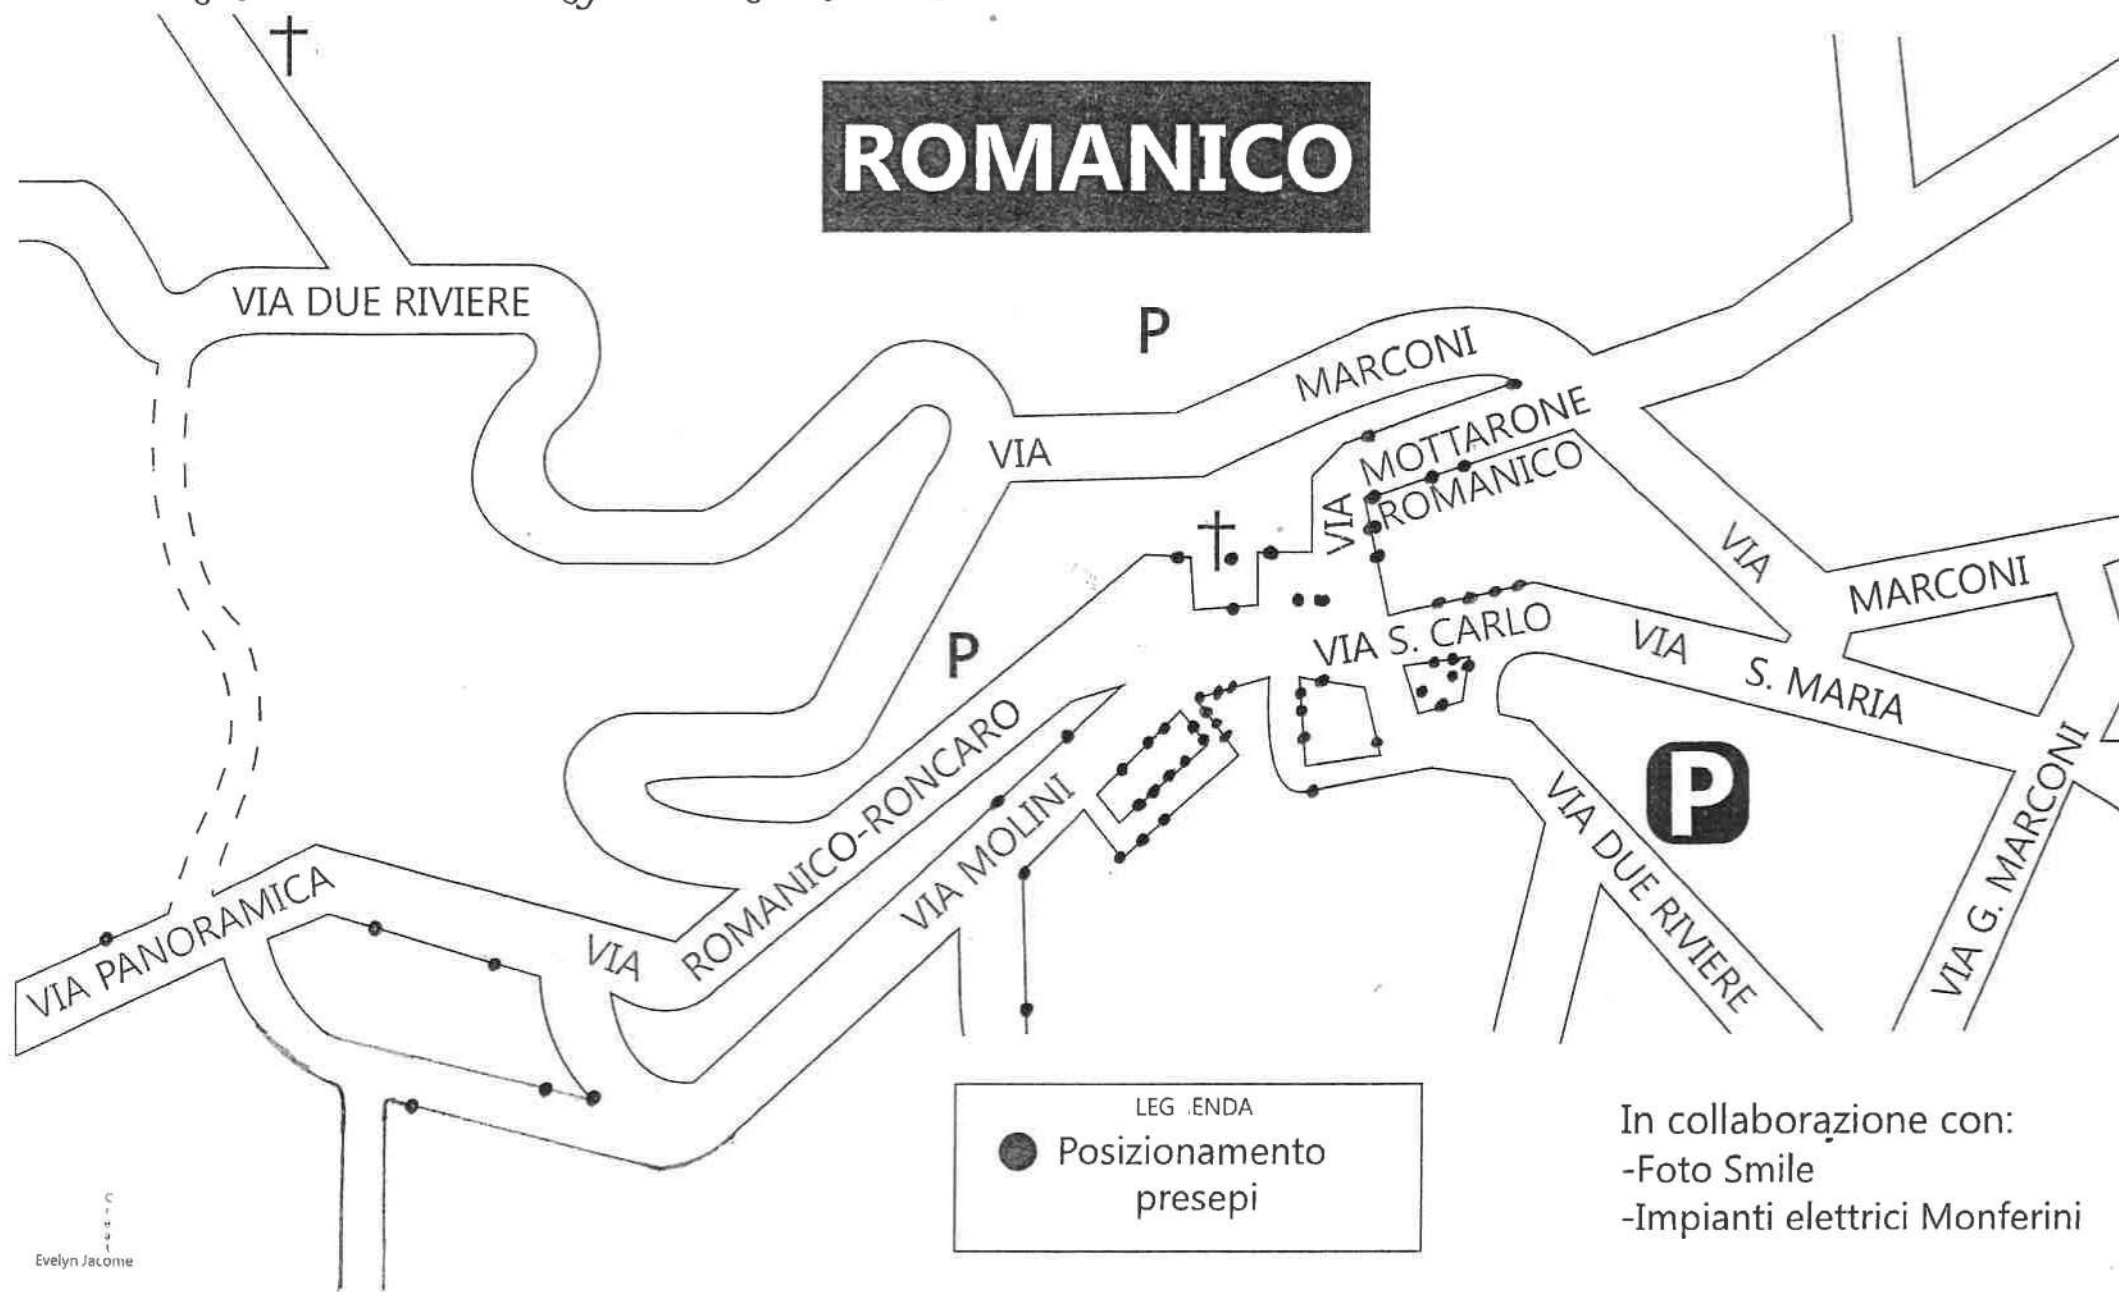 ROMANICO
VIA DUE RIVIERE
P
VIA MARCONI
VIA MOTTARONE
ROMANICO
VIA MARCONI
P
VIA S. CARLO
VIA S. MARIA
VIA ROMANICO-RONCARO
VIA MOLINI
VIA PANORAMICA
P
VIA DUE RIVIERE
VIA G. MARCONI
LEG .ENDA
Posizionamento
presepi
In collaborazione con:
-Foto Smile
-Impianti elettrici Monferini
Evelyn Jacome